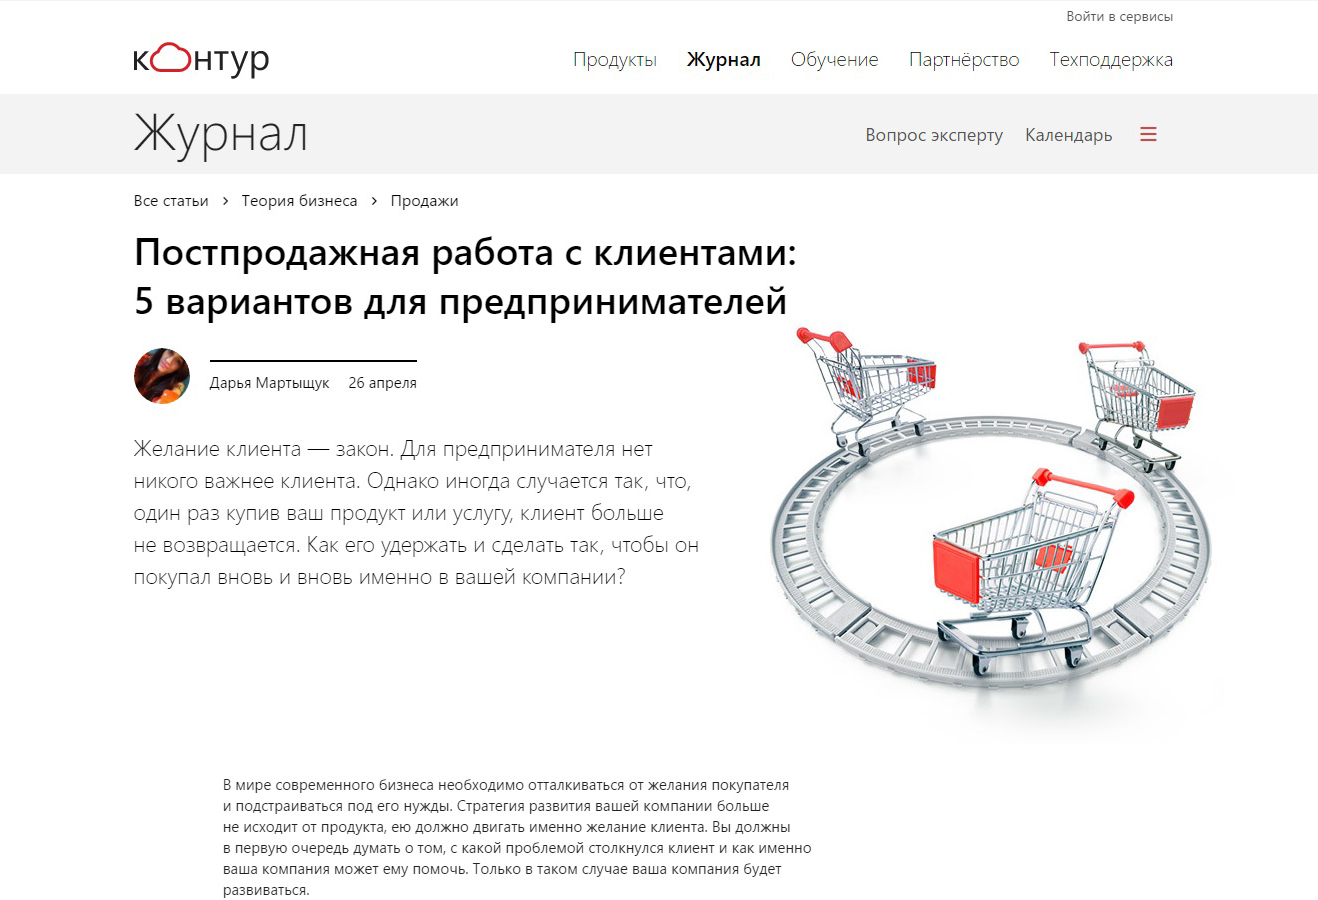 Войти в сервисы
контур
Продукты Журнал Обучение Партнёрство Техподдержка
Журнал
Вопрос эксперту Календарь
Все статьи › Теория бизнеса › Продажи
Постпродажная работа с клиентами:
5 вариантов для предпринимателей
Дарья Мартыщук 26 апреля
Желание клиента — закон. Для предпринимателя нет
никого важнее клиента. Однако иногда случается так, что,
один раз купив ваш продукт или услугу, клиент больше
не возвращается. Как его удержать и сделать так, чтобы он
покупал вновь и вновь именно в вашей компании?
В мире современного бизнеса необходимо отталкиваться от желания покупателя
и подстраиваться под его нужды. Стратегия развития вашей компании больше
не исходит от продукта, ею должно двигать именно желание клиента. Вы должны
в первую очередь думать о том, с какой проблемой столкнулся клиент и как именно
ваша компания может ему помочь. Только в таком случае ваша компания будет
развиваться.